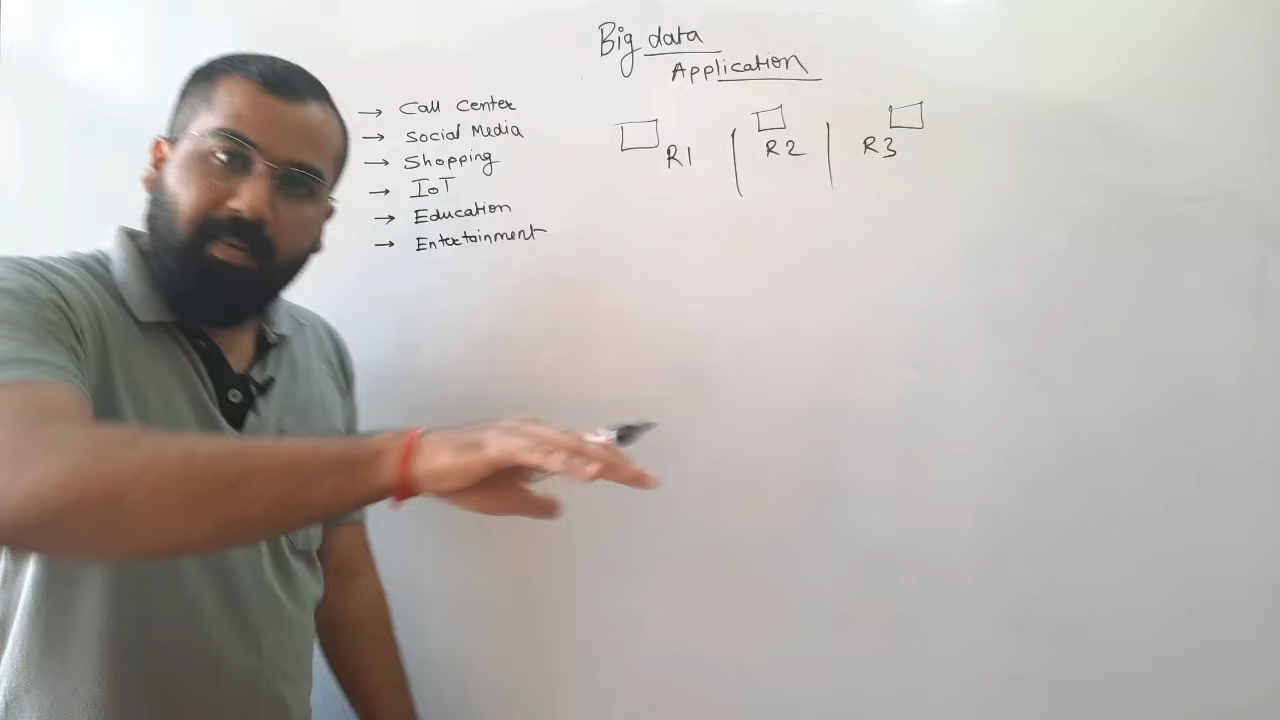 Big data
Application
→ Call Center
→ Social Media
→ Shopping
→ IoT
→ Education
→ Entertainment
R1 | R2 | R3